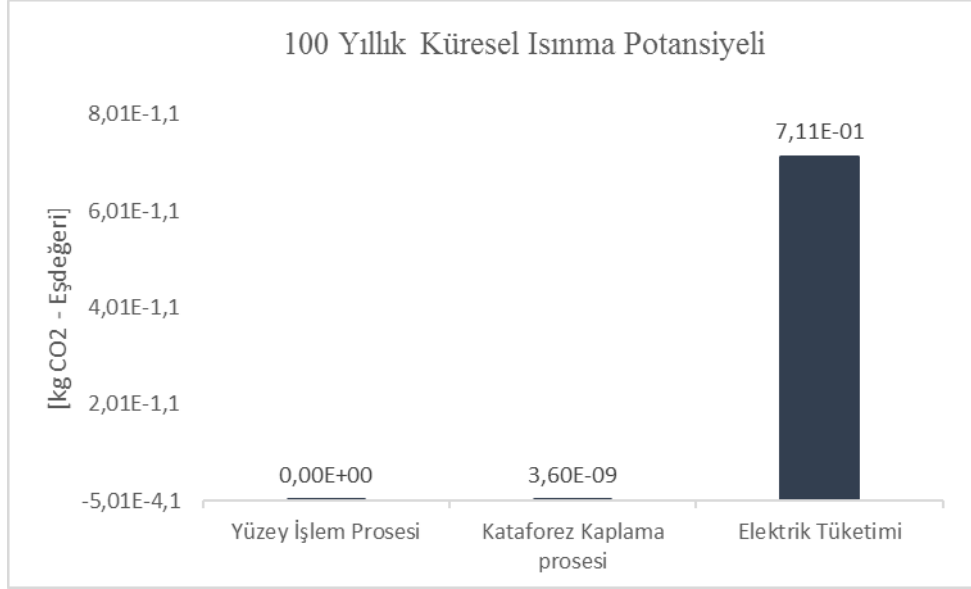 100 Yıllık Küresel Isınma Potansiyeli
8,01E-1,1
7,11E-01
6,01E-1,1
[kg CO2 - Eşdeğeri]
4,01E-1,1
2,01E-1,1
0,00E+00
3,60E-09
-5,01E-4,1
Yüzey İşlem Prosesi
Kataforez Kaplama
prosesi
Elektrik Tüketimi